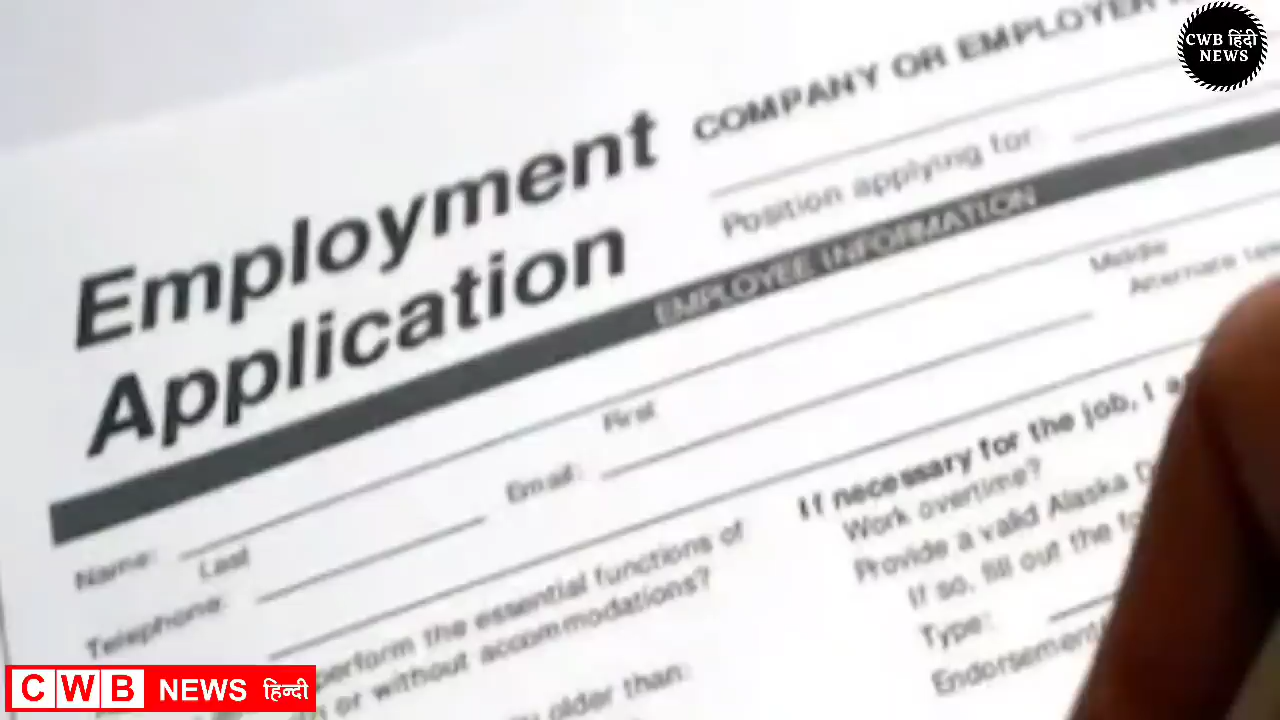 CWB हिंदी
NEWS
COMPANY OR EMPLOYER
Employment
Application
Position applying for:
EMPLOYEE INFORMATION
Name:
Last
First
Middle
Telephone:
Email:
Alternate
perform the essential functions of
or without accommodations?
older than:
If necessary for the job, I
Work overtime?
Provide a valid Alaska
If so, fill out the
Type:
CWB NEWS हिन्दी